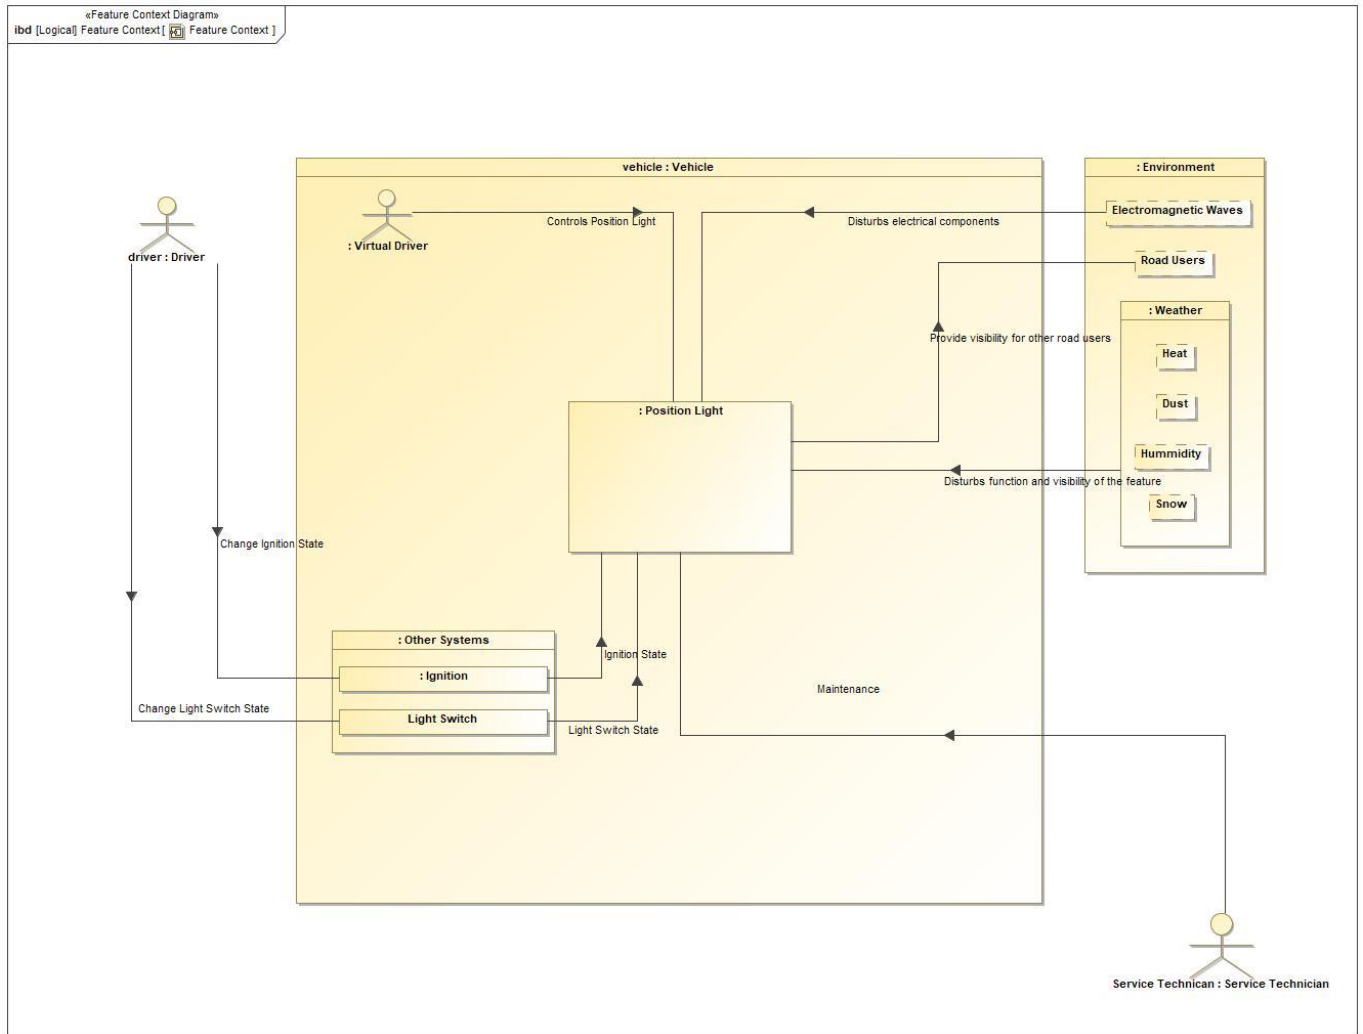 «Feature Context Diagram»
ibd [Logical] Feature Context [ Feature Context ]
vehicle : Vehicle
: Environment
driver : Driver
: Virtual Driver
Controls Position Light
Disturbs electrical components
Electromagnetic Waves
Road Users
: Weather
Provide visibility for other road users
Heat
Dust
Hummidity
Snow
: Position Light
Disturbs function and visibility of the feature
Change Ignition State
: Other Systems
: Ignition
Ignition State
Change Light Switch State
Light Switch
Light Switch State
Maintenance
Service Technican : Service Technician